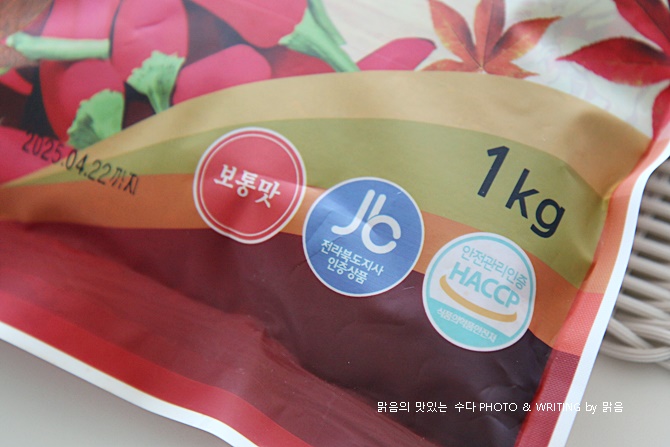 2025.04.22까지
보통맛
1kg
JB
전라북도지사
인증상품
안전관리인증
HACCP
식품의약품안전처
맑음의 맛있는 수다 PHOTO & WRITING by 맑음